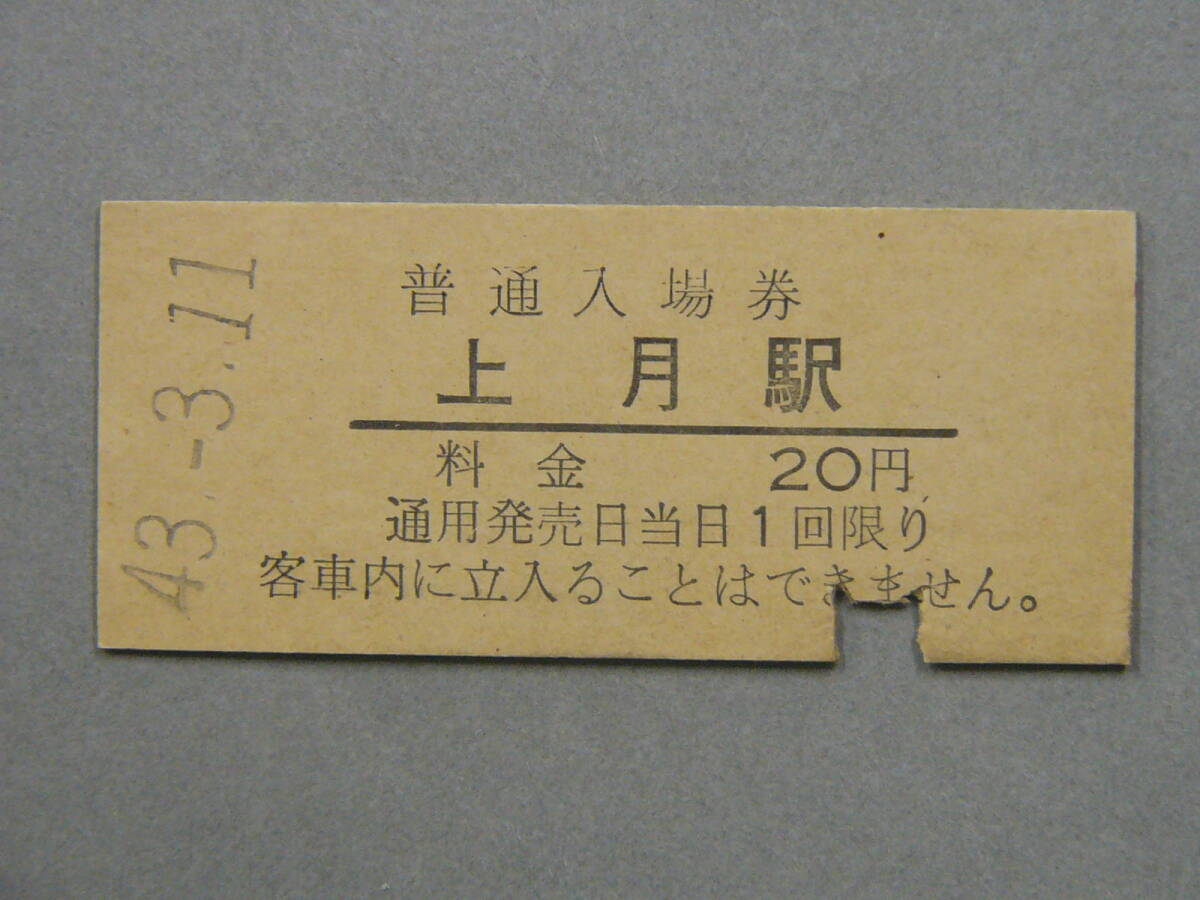 43.-3.11
普通入場券
上月駅
料金 20円
通用発売日当日1回限り
客車内に立入ることはできません。